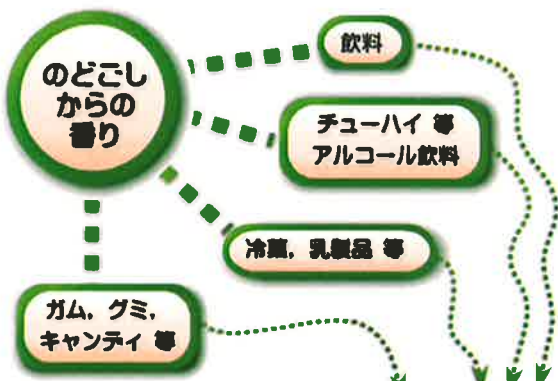 のどごし
からの
香り
飲料
チューハイ 等
アルコール飲料
冷菓，乳製品 等
ガム，グミ，
キャンディ 等